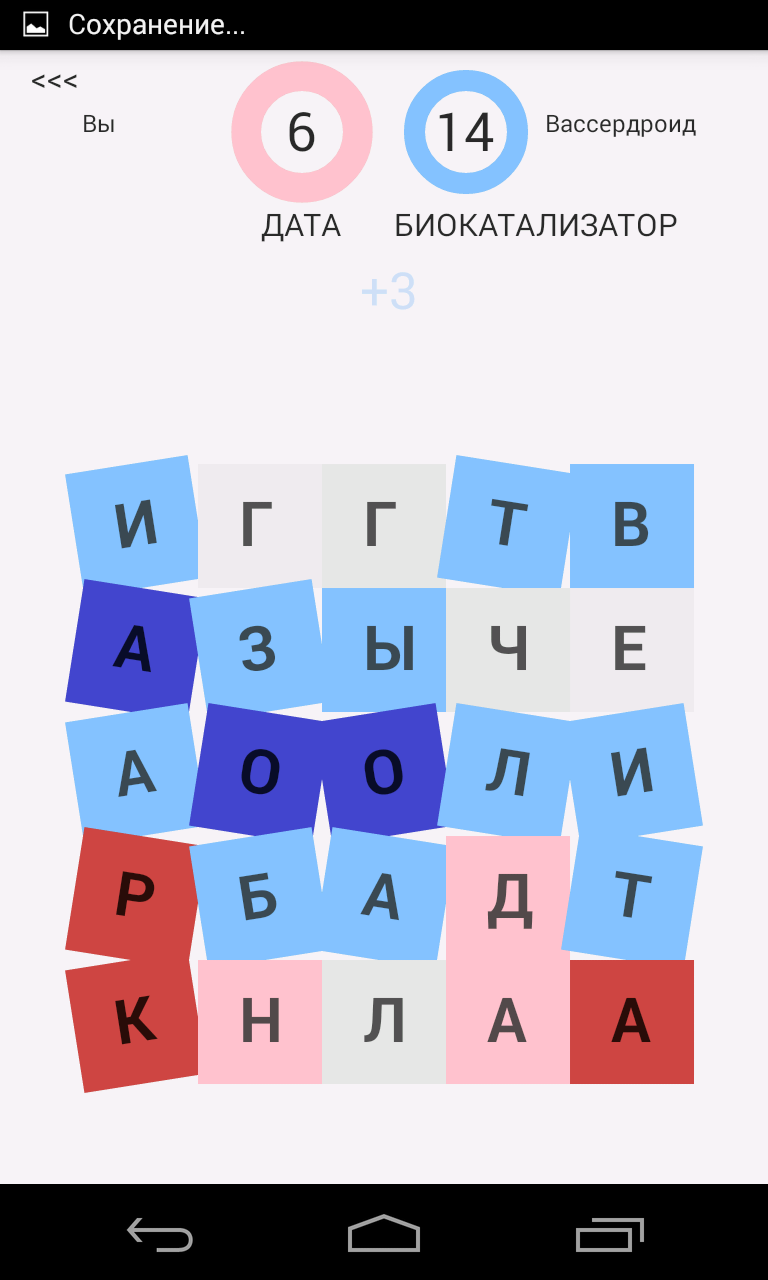 Сохранение...
<<<
Вы 6 14 Вассердроид
ДАТА БИОКАТАЛИЗАТОР
+3
И Г Г Т В
А З Ы Ч Е
А О О Л И
Р Б А Д Т
К Н Л А А